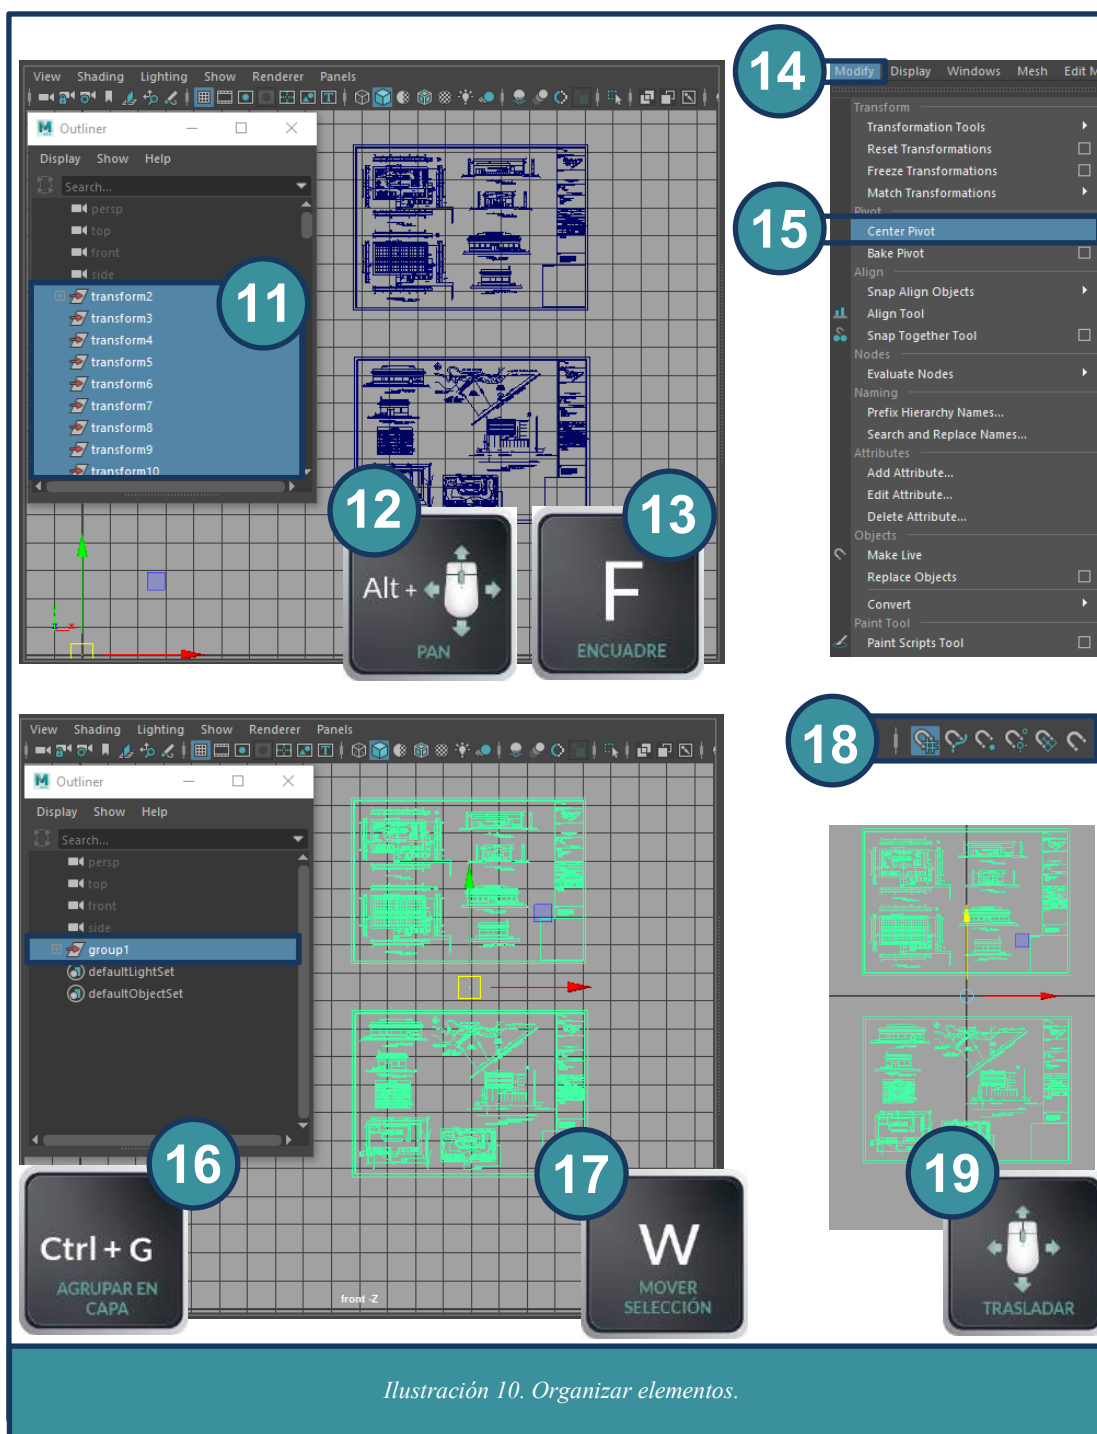 View Shading Lighting Show Renderer Panels
M Outliner
Display Show Help
Search...
persp
top
front
side
transform2
transform3
transform4
transform5
transform6
transform7
transform8
transform9
transform10
11
12
Alt +
PAN
13
F
ENCUADRE
14
Modify Display Windows Mesh Edit M
Transform
Transformation Tools
Reset Transformations
Freeze Transformations
Match Transformations
Pivot
15
Center Pivot
Bake Pivot
Align
Snap Align Objects
Align Tool
Snap Together Tool
Nodes
Evaluate Nodes
Naming
Prefix Hierarchy Names...
Search and Replace Names...
Attributes
Add Attribute...
Edit Attribute...
Delete Attribute...
Objects
Make Live
Replace Objects
Convert
Paint Tool
Paint Scripts Tool
View Shading Lighting Show Renderer Panels
M Outliner
Display Show Help
Search...
persp
top
front
side
group1
defaultLightSet
defaultObjectSet
16
Ctrl + G
AGRUPAR EN
CAPA
front -Z
17
W
MOVER
SELECCIÓN
18
19
TRASLADAR
Ilustración 10. Organizar elementos.